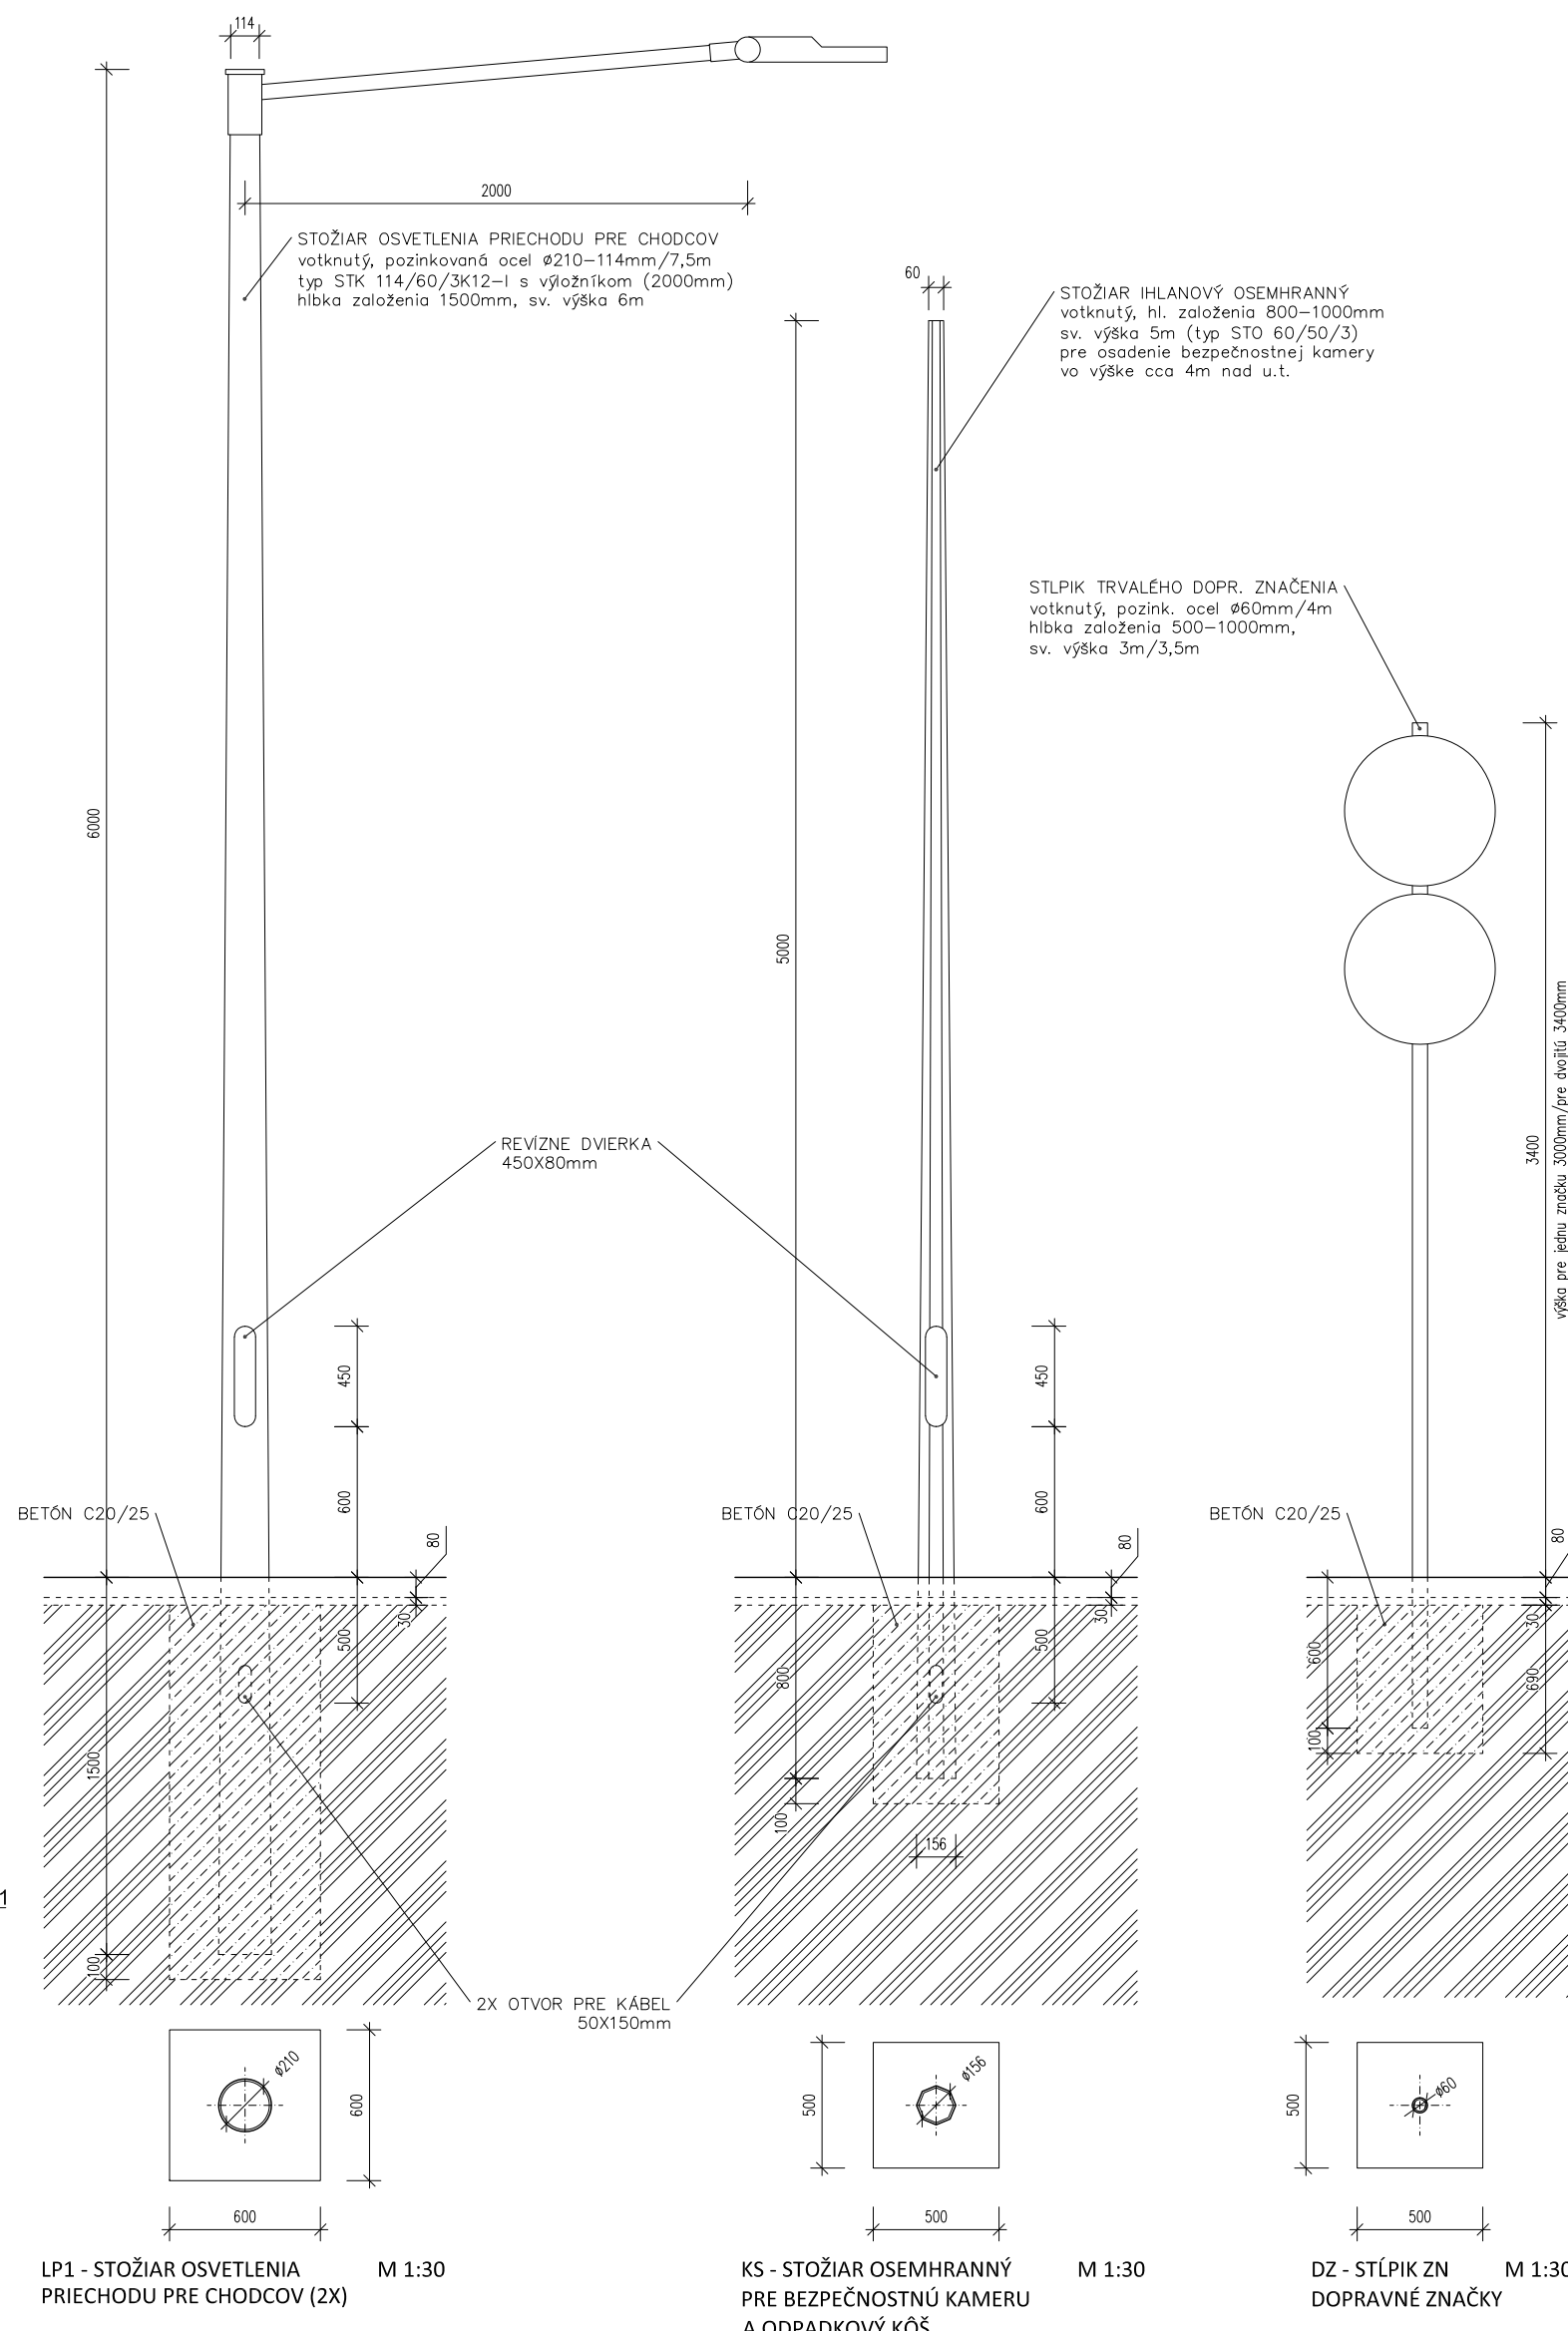 114
2000
STOŽIAR OSVETLENIA PRIECHODU PRE CHODCOV
votknutý, pozinkovaná ocel Ø210-114mm/7,5m
typ STK 114/60/3K12-I s výložníkom (2000mm)
hlbka založenia 1500mm, sv. výška 6m
60
STOŽIAR IHLANOVÝ OSEMHRANNÝ
votknutý, hl. založenia 800-1000mm
sv. výška 5m (typ STO 60/50/3)
pre osadenie bezpečnostnej kamery
vo výške cca 4m nad u.t.
STLPIK TRVALÉHO DOPR. ZNAČENIA
votknutý, pozink. ocel Ø60mm/4m
hlbka založenia 500-1000mm,
sv. výška 3m/3,5m
6000
5000
3400
výška pre jednu značku 3000mm/pre dvojitú 3400mm
REVÍZNE DVIERKA
450X80mm
450
450
600
600
BETÓN C20/25
BETÓN C20/25
BETÓN C20/25
80
80
80
30
30
30
500
500
600
690
800
100
1500
100
100
156
1
2X OTVOR PRE KÁBEL
50X150mm
Ø210
Ø156
Ø60
600
500
500
600
500
500
LP1 - STOŽIAR OSVETLENIA M 1:30
PRIECHODU PRE CHODCOV (2X)
KS - STOŽIAR OSEMHRANNÝ M 1:30
PRE BEZPEČNOSTNÚ KAMERU
A ODPADKOVÝ KÔŠ
DZ - STĹPIK ZN M 1:30
DOPRAVNÉ ZNAČKY